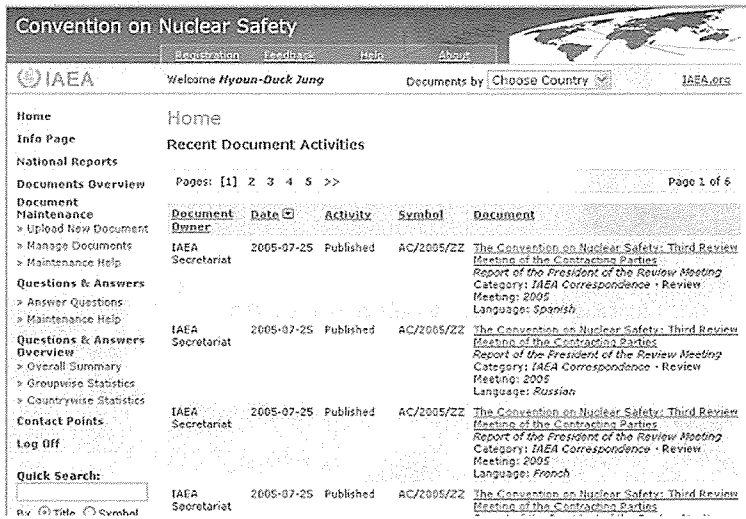 Convention on Nuclear Safety
Registration Feedback Help About
IAEA
Welcome Hyoun-Duck Jung
Documents by Choose Country
IAEA.org
Home
Info Page
National Reports
Documents Overview
Document
Maintenance
» Upload New Document
» Manage Documents
» Maintenance Help
Questions & Answers
» Answer Questions
» Maintenance Help
Questions & Answers
Overview
» Overall Summary
» Groupwise Statistics
» Countrywise Statistics
Contact Points
Log Off
Quick Search:
By: Title Symbol
Home
Recent Document Activities
Pages: [1] 2 3 4 5 >>
Page 1 of 6
Document Owner Date Activity Symbol Document
IAEA Secretariat 2005-07-25 Published AC/2005/ZZ The Convention on Nuclear Safety: Third Review
Meeting of the Contracting Parties
Report of the President of the Review Meeting
Category: IAEA Correspondence - Review
Meeting: 2005
Language: Spanish
IAEA Secretariat 2005-07-25 Published AC/2005/ZZ The Convention on Nuclear Safety: Third Review
Meeting of the Contracting Parties
Report of the President of the Review Meeting
Category: IAEA Correspondence - Review
Meeting: 2005
Language: Russian
IAEA Secretariat 2005-07-25 Published AC/2005/ZZ The Convention on Nuclear Safety: Third Review
Meeting of the Contracting Parties
Report of the President of the Review Meeting
Category: IAEA Correspondence - Review
Meeting: 2005
Language: French
IAEA Secretariat 2005-07-25 Published AC/2005/ZZ The Convention on Nuclear Safety: Third Review
Meeting of the Contracting Parties